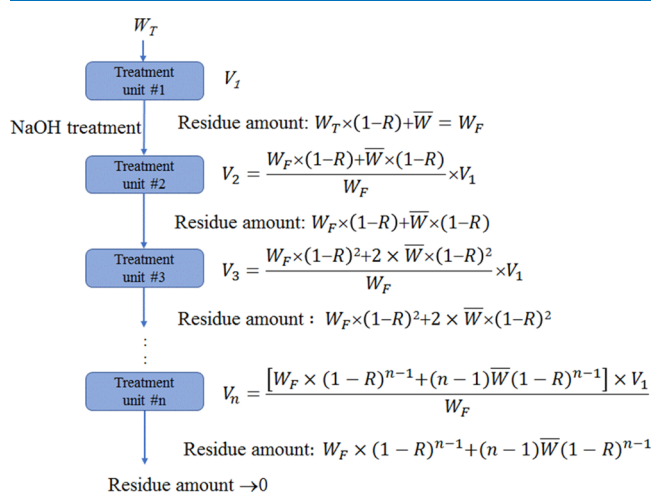 W_T
Treatment
unit #1
V_1
NaOH treatment
Residue amount: W_T×(1−R)+W̅ = W_F
Treatment
unit #2
V_2 = \frac{W_F×(1−R)+W̅×(1−R)}{W_F}×V_1
Residue amount: W_F×(1−R)+W̅×(1−R)
Treatment
unit #3
V_3 = \frac{W_F×(1−R)^2+2 × W̅×(1−R)^2}{W_F}×V_1
Residue amount： W_F×(1−R)^2+2 × W̅×(1−R)^2
:
:
Treatment
unit #n
V_n = \frac{[W_F × (1 − R)^{n−1}+(n − 1)W̅(1 − R)^{n−1}] × V_1}{W_F}
Residue amount: W_F × (1 − R)^{n−1}+(n − 1)W̅(1 − R)^{n−1}
Residue amount →0